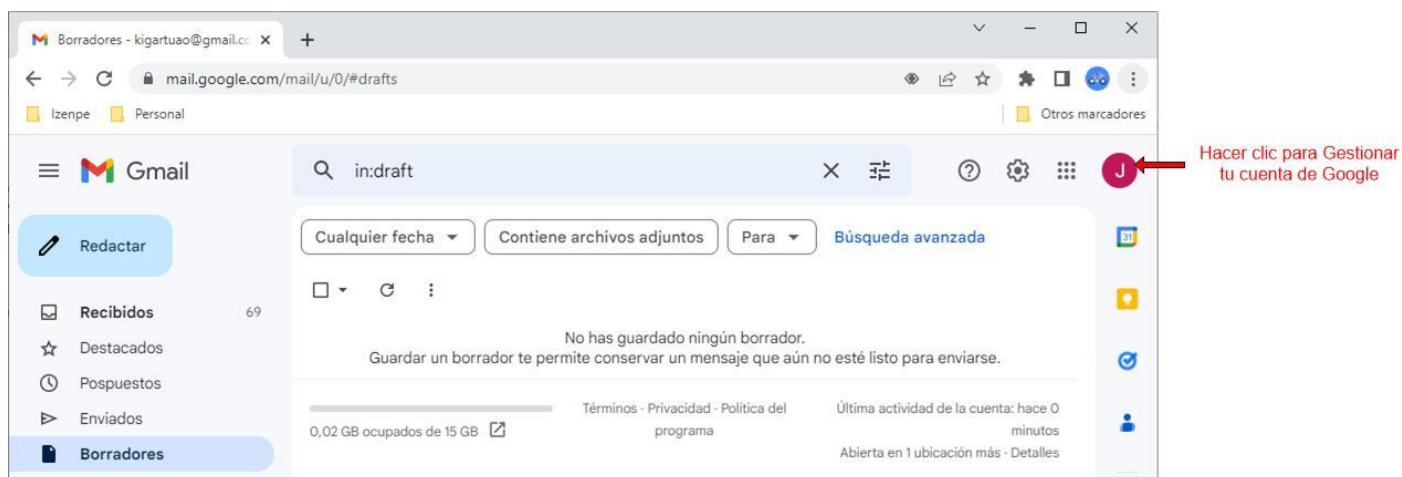 Borradores - kigartuao@gmail.co
mail.google.com/mail/u/0/#drafts
Izenpe Personal Otros marcadores
Gmail
in:draft
Hacer clic para Gestionar
tu cuenta de Google
J
Redactar
Cualquier fecha Contiene archivos adjuntos Para Búsqueda avanzada
31
Recibidos 69
Destacados
Pospuestos
Enviados
Borradores
No has guardado ningún borrador.
Guardar un borrador te permite conservar un mensaje que aún no esté listo para enviarse.
0,02 GB ocupados de 15 GB
Términos · Privacidad · Política del
programa
Última actividad de la cuenta: hace 0
minutos
Abierta en 1 ubicación más · Detalles